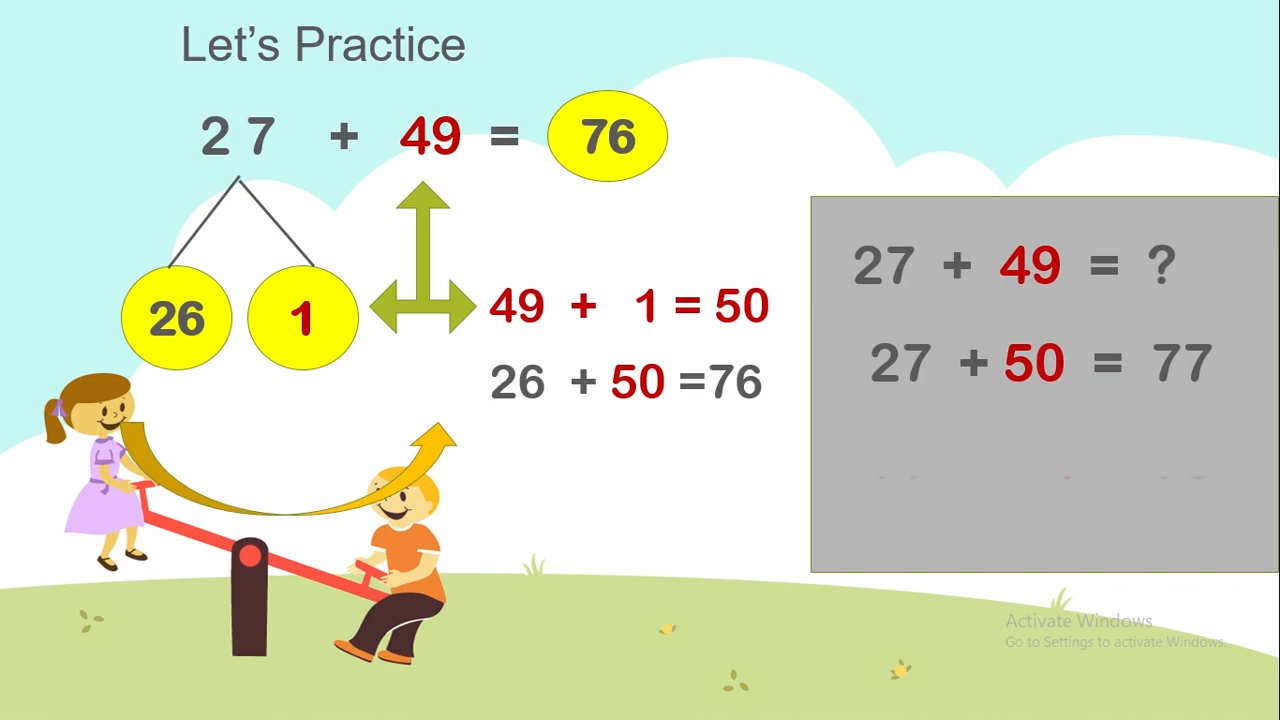 Let's Practice
2 7 + 49 = 76
26 1
49 + 1 = 50
26 + 50 =76
27 + 49 = ?
27 + 50 = 77
Activate Windows
Go to Settings to activate Windows.